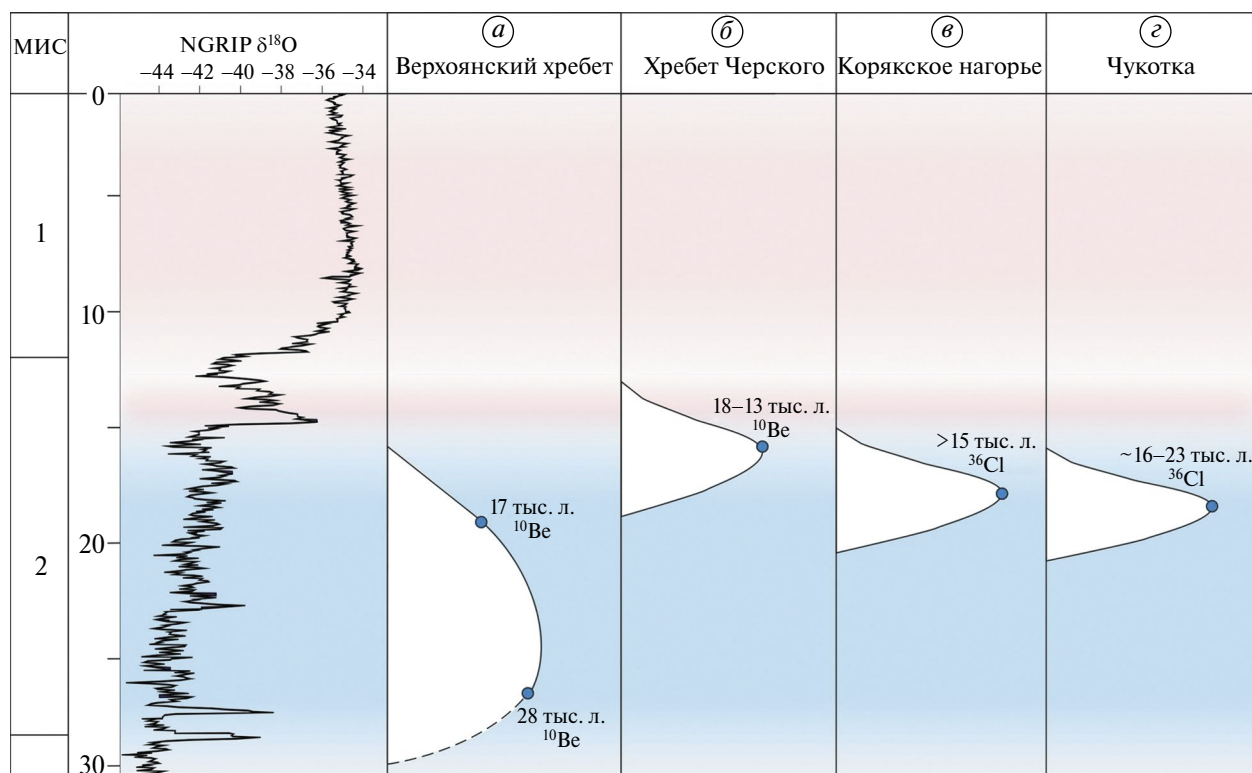 МИС
NGRIP δ¹⁸O
−44 −42 −40 −38 −36 −34
а
Верхоянский хребет
б
Хребет Черского
в
Корякское нагорье
г
Чукотка
0
10
20
30
1
2
17 тыс. л.
¹⁰Be
28 тыс. л.
¹⁰Be
18–13 тыс. л.
¹⁰Be
>15 тыс. л.
³⁶Cl
~16–23 тыс. л.
³⁶Cl